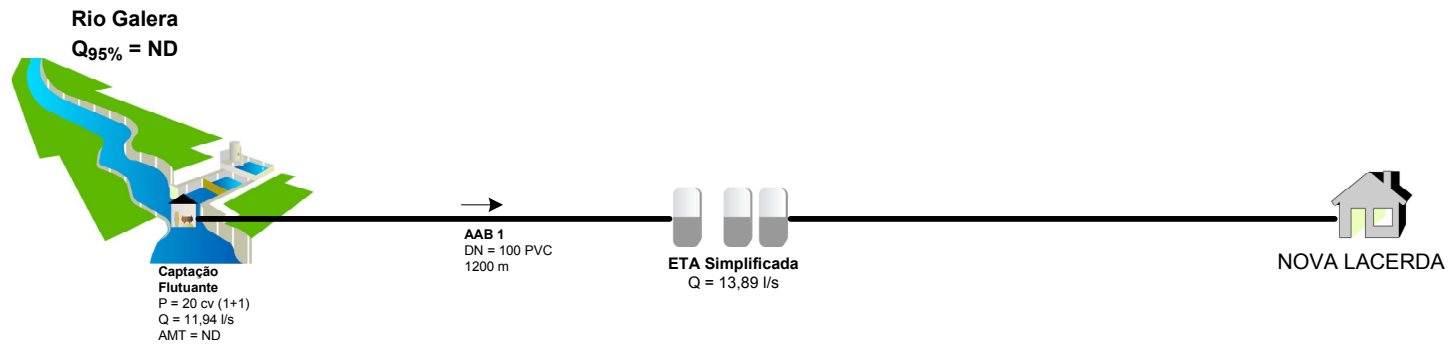 Rio Galera
Q95% = ND
AAB 1
DN = 100 PVC
1200 m
ETA Simplificada
Q = 13,89 l/s
NOVA LACERDA
Captação
Flutuante
P = 20 cv (1+1)
Q = 11,94 l/s
AMT = ND